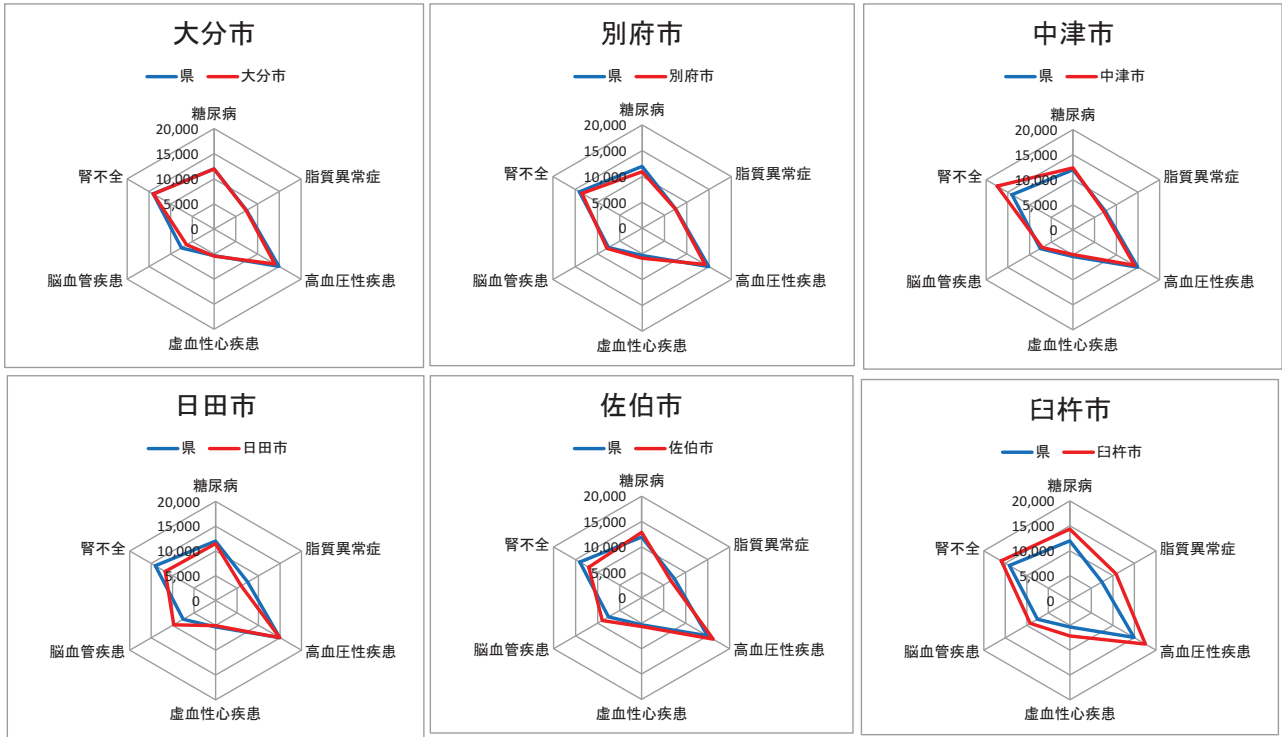 大分市
県 大分市
糖尿病
20,000
15,000
10,000
5,000
0
脂質異常症
高血圧性疾患
虚血性心疾患
脳血管疾患
腎不全
別府市
県 別府市
糖尿病
20,000
15,000
10,000
5,000
0
脂質異常症
高血圧性疾患
虚血性心疾患
脳血管疾患
腎不全
中津市
県 中津市
糖尿病
20,000
15,000
10,000
5,000
0
脂質異常症
高血圧性疾患
虚血性心疾患
脳血管疾患
腎不全
日田市
県 日田市
糖尿病
20,000
15,000
10,000
5,000
0
脂質異常症
高血圧性疾患
虚血性心疾患
脳血管疾患
腎不全
佐伯市
県 佐伯市
糖尿病
20,000
15,000
10,000
5,000
0
脂質異常症
高血圧性疾患
虚血性心疾患
脳血管疾患
腎不全
臼杵市
県 臼杵市
糖尿病
20,000
15,000
10,000
5,000
0
脂質異常症
高血圧性疾患
虚血性心疾患
脳血管疾患
腎不全